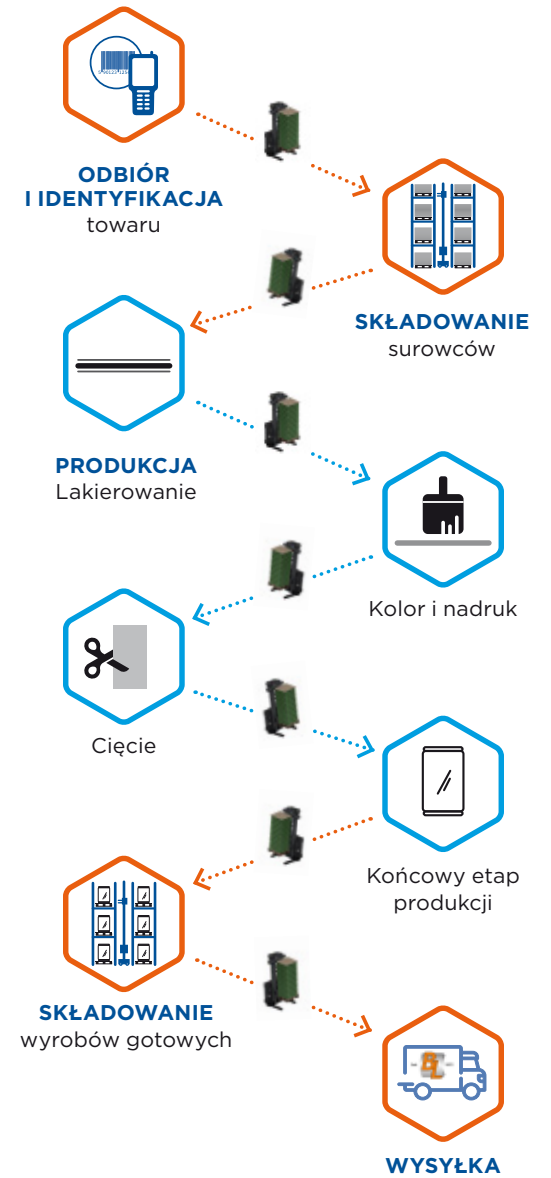 ODBIÓR
I IDENTYFIKACJA
towaru
SKŁADOWANIE
surowców
PRODUKCJA
Lakierowanie
Kolor i nadruk
Cięcie
Końcowy etap
produkcji
SKŁADOWANIE
wyrobów gotowych
WYSYŁKA